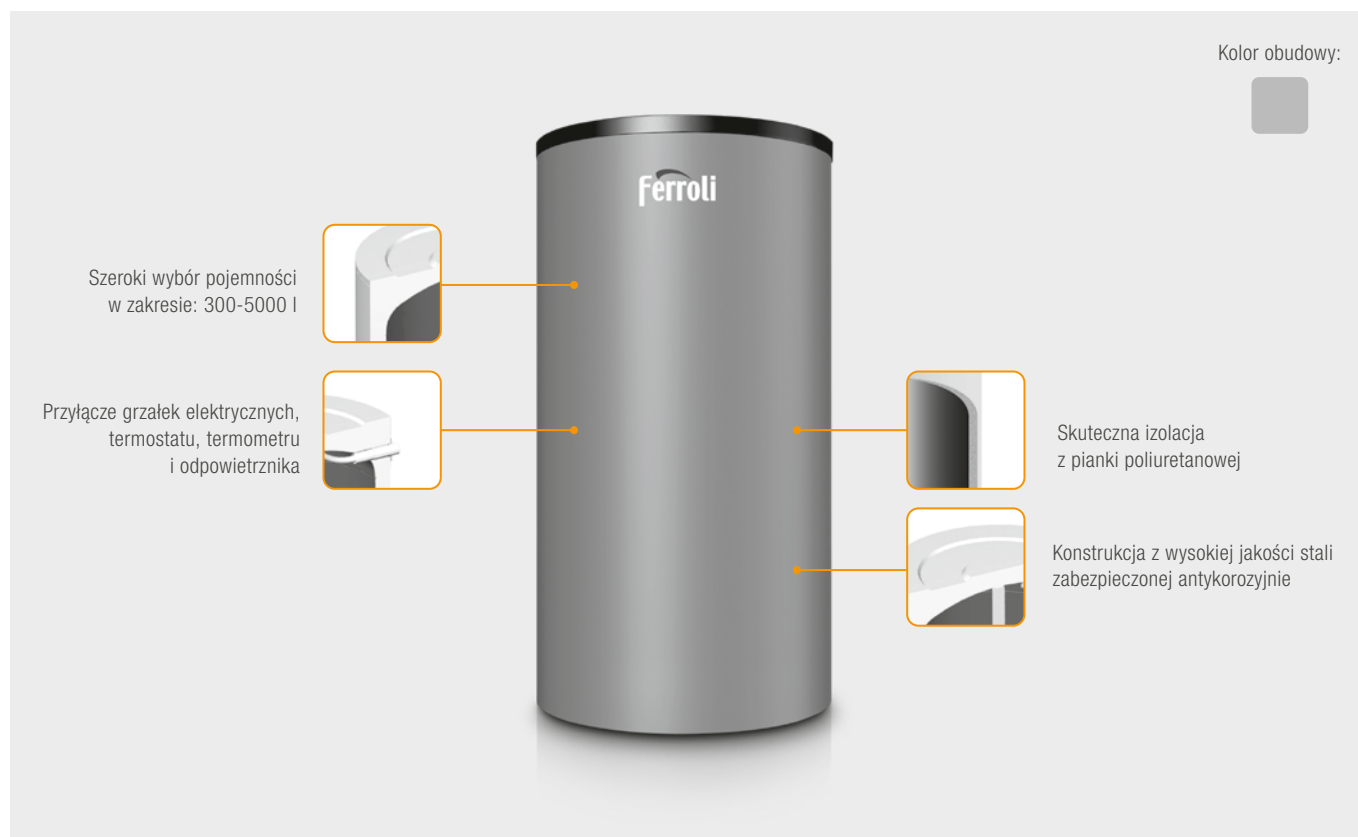 Kolor obudowy:
Ferroli
Szeroki wybór pojemności
w zakresie: 300-5000 l
Przyłącze grzałek elektrycznych,
termostatu, termometru
i odpowietrznika
Skuteczna izolacja
z pianki poliuretanowej
Konstrukcja z wysokiej jakości stali
zabezpieczonej antykorozyjnie